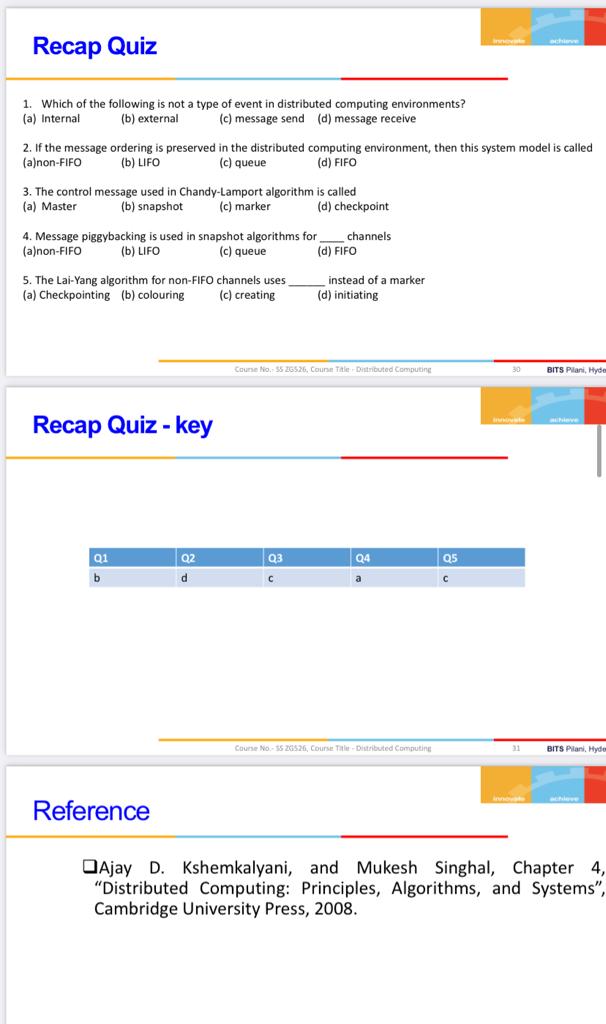 Innovate achieve
Recap Quiz
1. Which of the following is not a type of event in distributed computing environments?
(a) Internal (b) external (c) message send (d) message receive
2. If the message ordering is preserved in the distributed computing environment, then this system model is called
(a)non-FIFO (b) LIFO (c) queue (d) FIFO
3. The control message used in Chandy-Lamport algorithm is called
(a) Master (b) snapshot (c) marker (d) checkpoint
4. Message piggybacking is used in snapshot algorithms for ____ channels
(a)non-FIFO (b) LIFO (c) queue (d) FIFO
5. The Lai-Yang algorithm for non-FIFO channels uses ______ instead of a marker
(a) Checkpointing (b) colouring (c) creating (d) initiating
Course No.- SS ZG526, Course Title - Distributed Computing 30 BITS Pilani, Hyde
innovate achieve
Recap Quiz - key
Q1 Q2 Q3 Q4 Q5
b d c a c
Course No.- SS ZG526, Course Title - Distributed Computing 31 BITS Pilani, Hyde
innovate achieve
Reference
❑Ajay D. Kshemkalyani, and Mukesh Singhal, Chapter 4,
“Distributed Computing: Principles, Algorithms, and Systems”,
Cambridge University Press, 2008.